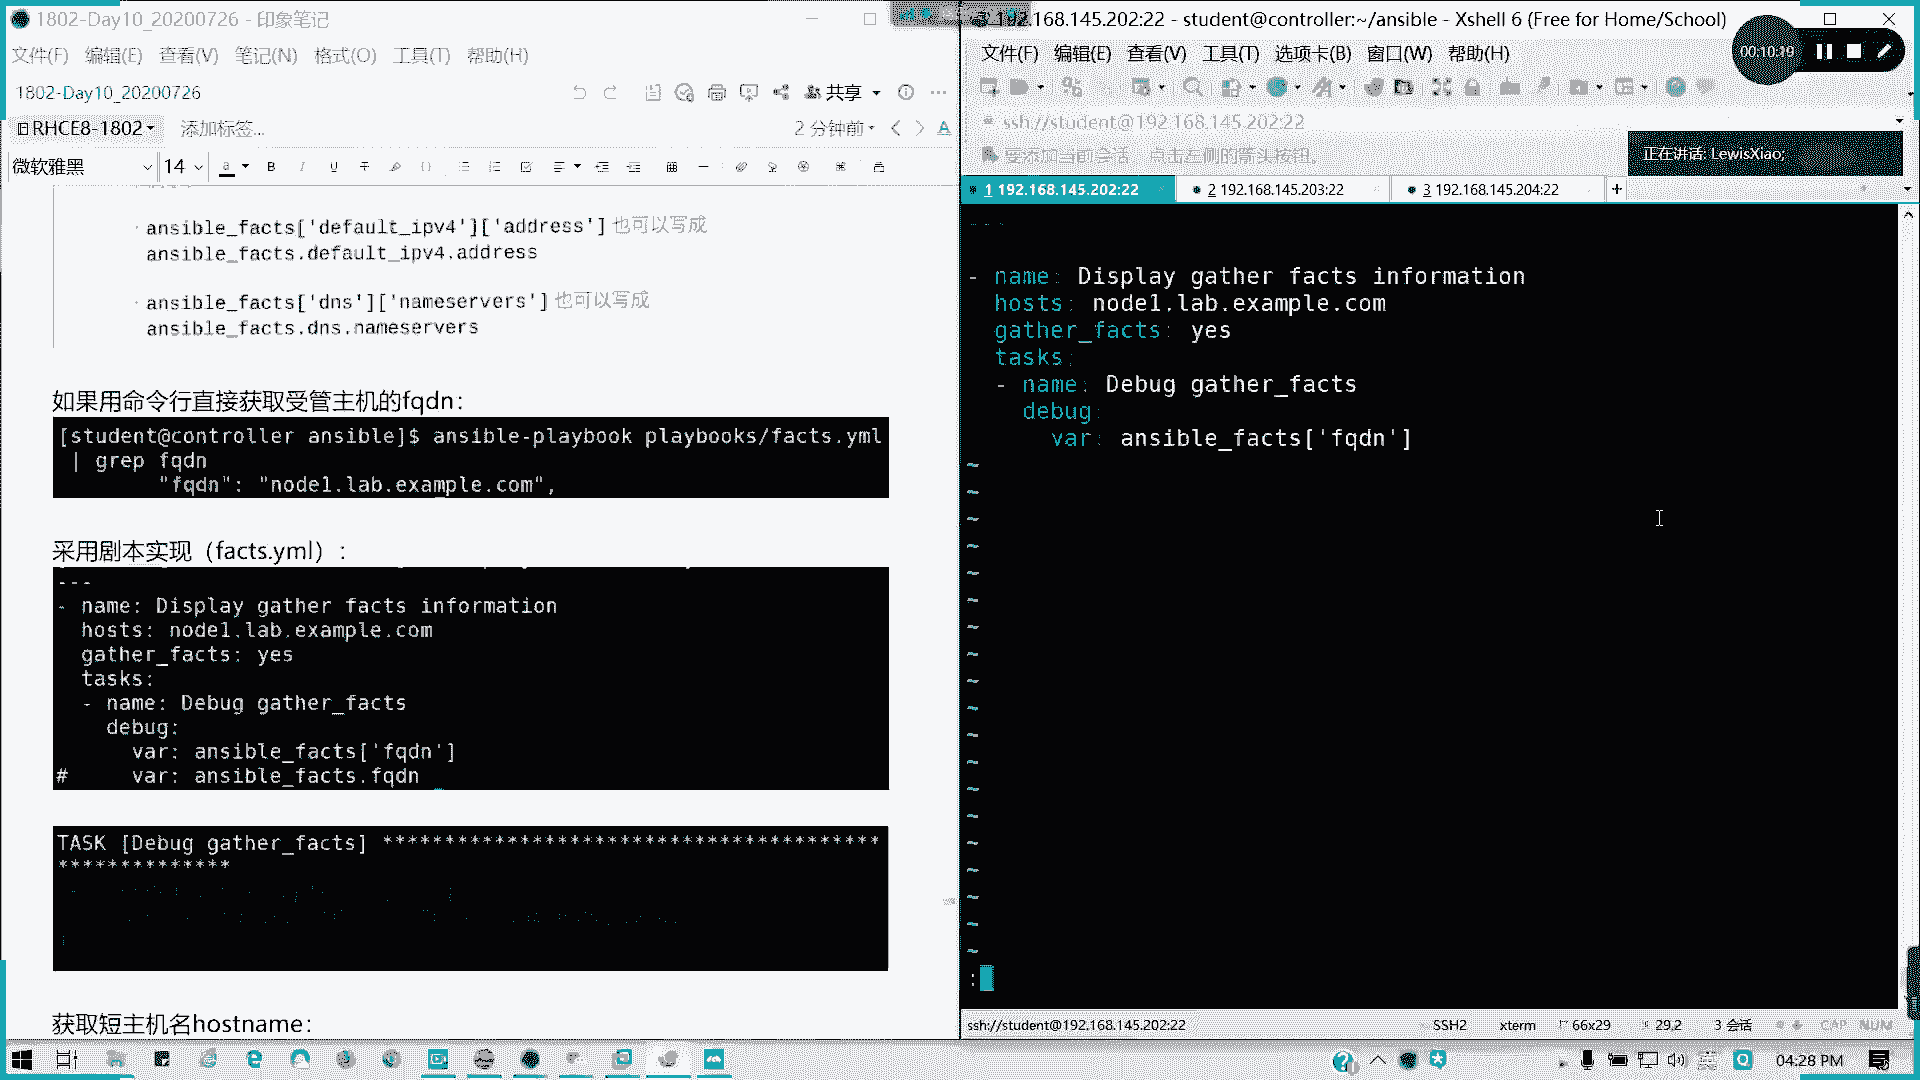 1802-Day10_20200726 - 印象笔记
文件(F) 编辑(E) 查看(V) 笔记(N) 格式(O) 工具(T) 帮助(H)
1802-Day10_20200726
共享
RHCE8-1802
添加标签...
2 分钟前
微软雅黑
14
ansible_facts['default_ipv4']['address'] 也可以写成
ansible_facts.default_ipv4.address
ansible_facts['dns']['nameservers'] 也可以写成
ansible_facts.dns.nameservers
如果用命令行直接获取受管主机的fqdn：
[student@controller ansible]$ ansible-playbook playbooks/facts.yml
| grep fqdn
"fqdn": "node1.lab.example.com",
采用剧本实现（facts.yml）：
---
- name: Display gather facts information
hosts: node1.lab.example.com
gather_facts: yes
tasks:
- name: Debug gather_facts
debug:
var: ansible_facts['fqdn']
# var: ansible_facts.fqdn
TASK [Debug gather_facts] ****************************************
**************
获取短主机名hostname：
192.168.145.202:22 - student@controller:~/ansible - Xshell 6 (Free for Home/School)
文件(F) 编辑(E) 查看(V) 工具(T) 选项卡(B) 窗口(W) 帮助(H)
00:10:19
ssh://student@192.168.145.202:22
要添加当前会话，点击左侧的箭头按钮。
正在讲话: LewisXiao;
1 192.168.145.202:22
2 192.168.145.203:22
3 192.168.145.204:22
---
- name: Display gather facts information
hosts: node1.lab.example.com
gather_facts: yes
tasks:
- name: Debug gather_facts
debug:
var: ansible_facts['fqdn']
:
ssh://student@192.168.145.202:22
SSH2
xterm
66x29
29,2
3 会话
CAP NUM
04:28 PM